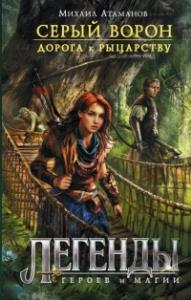 Михаил Атаманов
СЕРЫЙ ВОРОН
ДОРОГА К РЫЦАРСТВУ
ЛЕГЕНДЫ
ГЕРОЕВ И МАГИИ